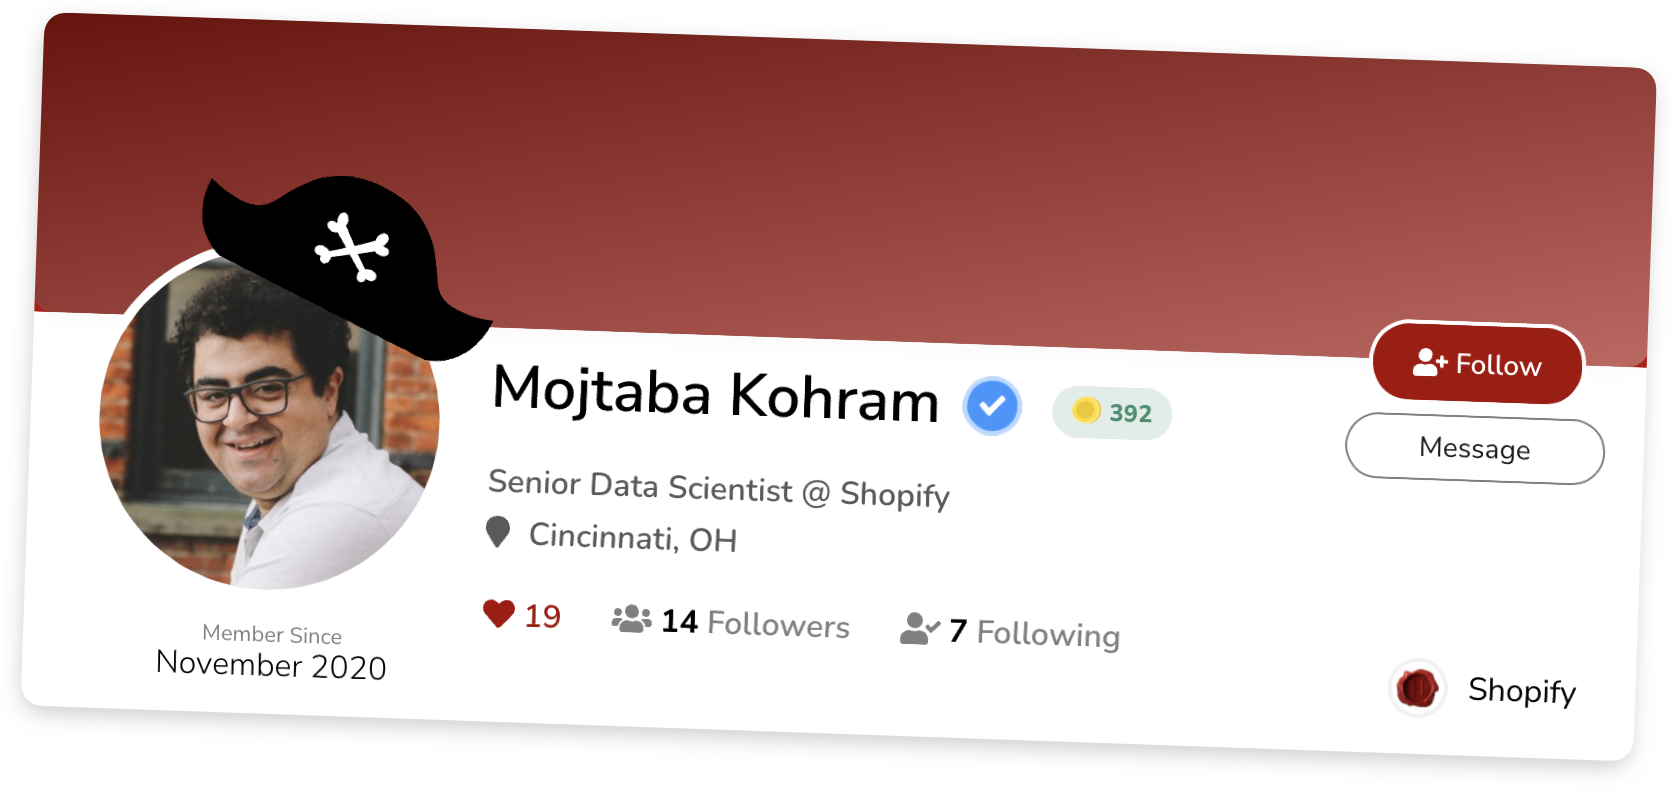 Mojtaba Kohram
392
Follow
Message
Senior Data Scientist @ Shopify
Cincinnati, OH
19
14 Followers
7 Following
Member Since
November 2020
Shopify